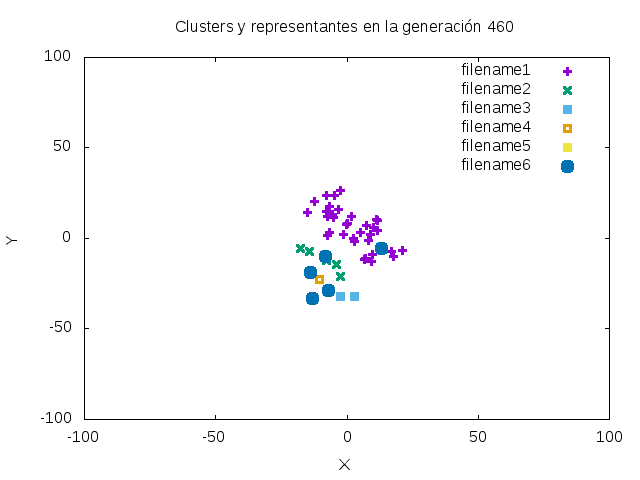 Clusters y representantes en la generación 460
100
50
0
-50
-100
-100
-50
0
50
100
Y
X
filename1
filename2
filename3
filename4
filename5
filename6